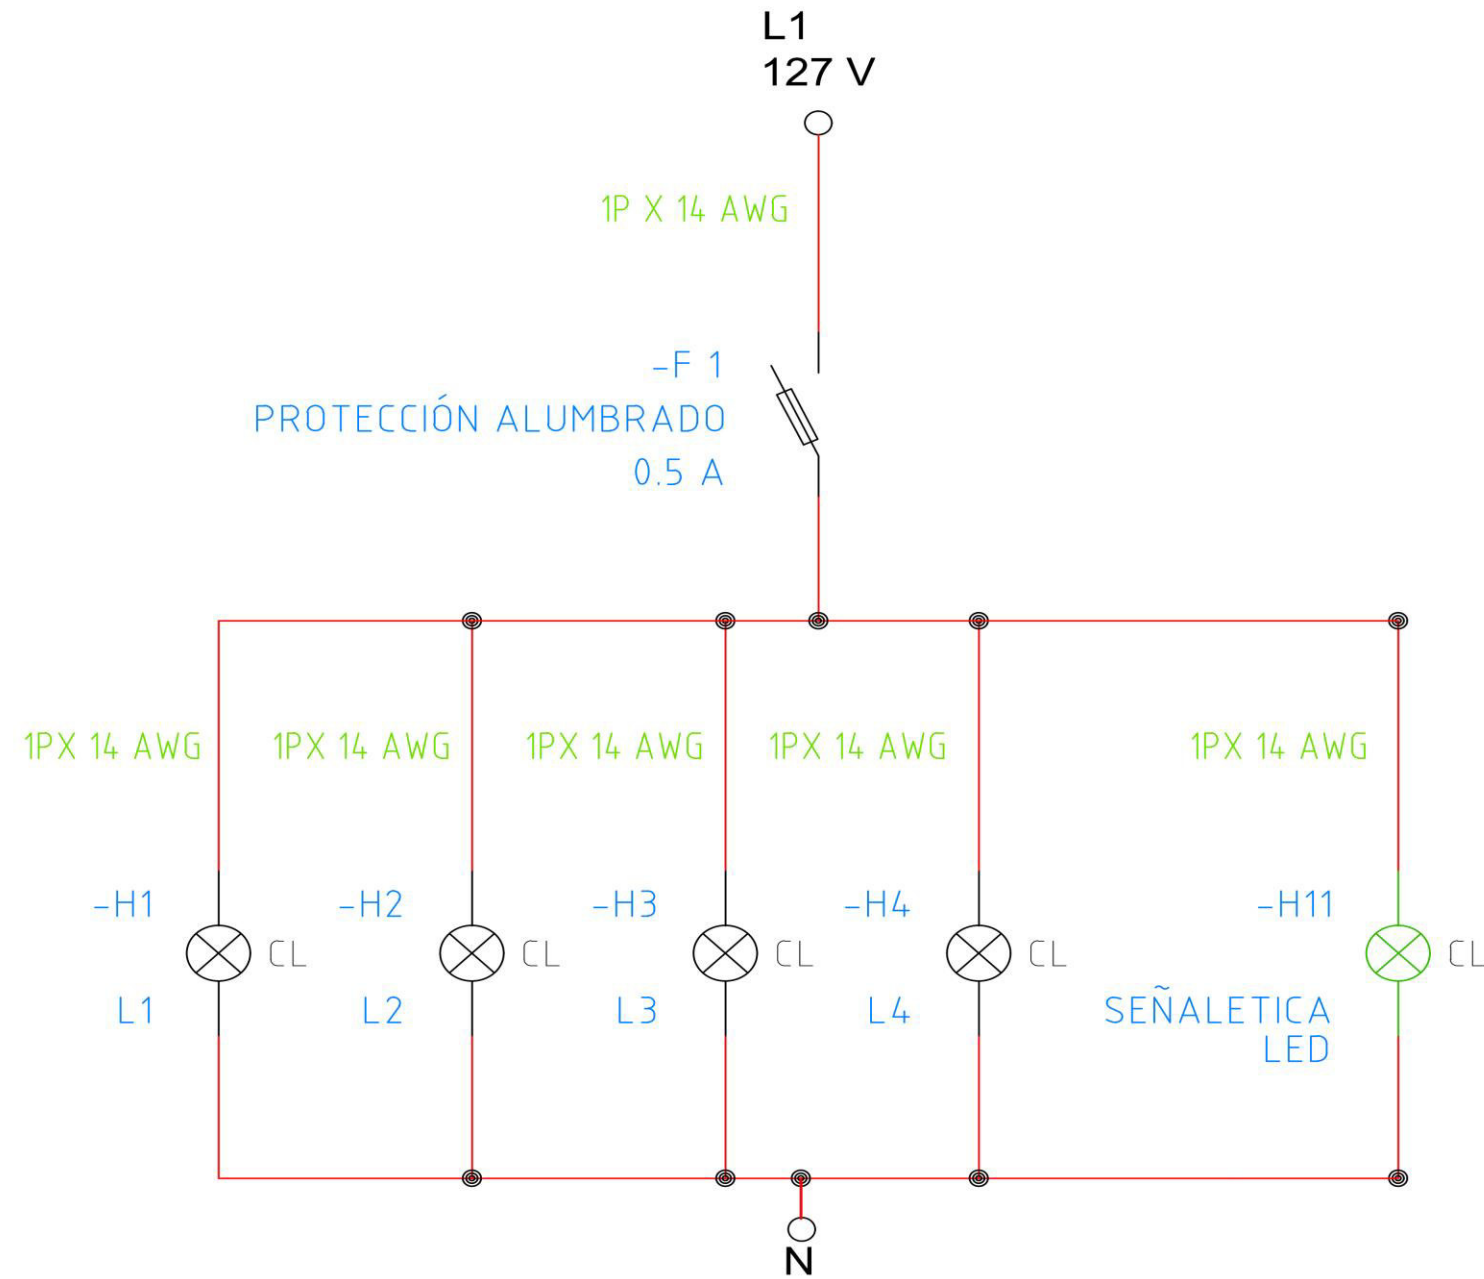 L1
127 V
1P X 14 AWG
-F 1
PROTECCIÓN ALUMBRADO
0.5 A
1PX 14 AWG
1PX 14 AWG
1PX 14 AWG
1PX 14 AWG
1PX 14 AWG
-H1
-H2
-H3
-H4
-H11
CL
CL
CL
CL
CL
L1
L2
L3
L4
SEÑALETICA
LED
N